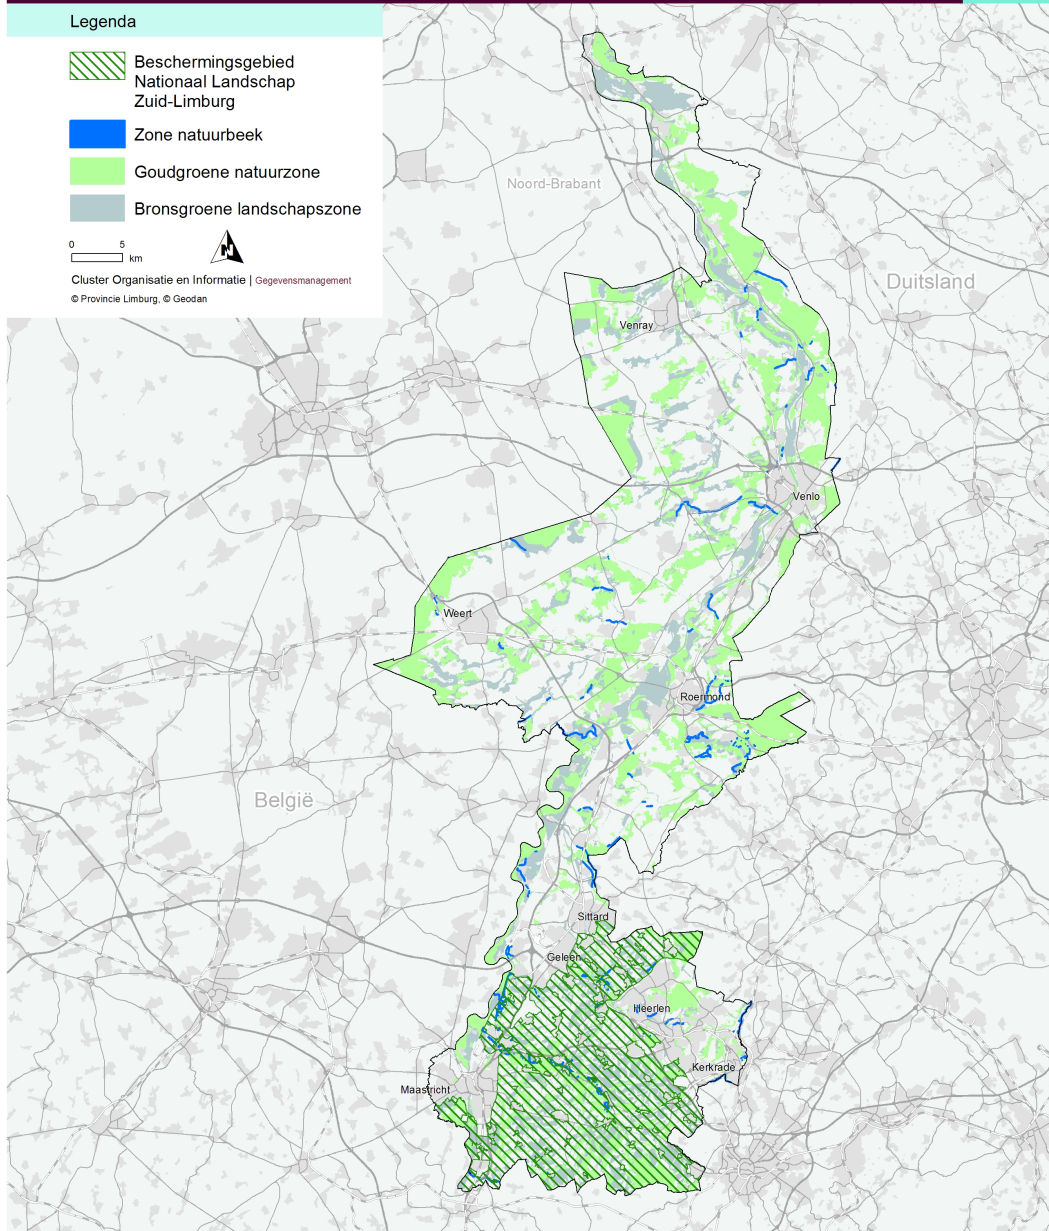 Legenda
Beschermingsgebied
Nationaal Landschap
Zuid-Limburg
Zone natuurbeek
Goudgroene natuurzone
Bronsgroene landschapszone
0 5
km
N
Cluster Organisatie en Informatie | Gegevensmanagement
© Provincie Limburg, © Geodan
Noord-Brabant
Duitsland
Venray
Venlo
Weert
Roermond
België
Sittard
Geleen
Heerlen
Kerkrade
Maastricht